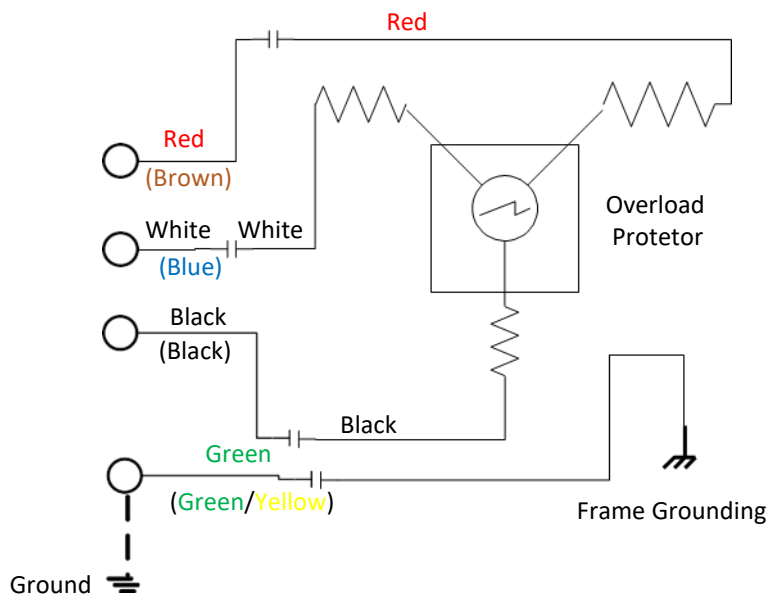 Red
Red
(Brown)
White White
(Blue)
Overload
Protetor
Black
(Black)
Black
Green
(Green/Yellow)
Frame Grounding
Ground